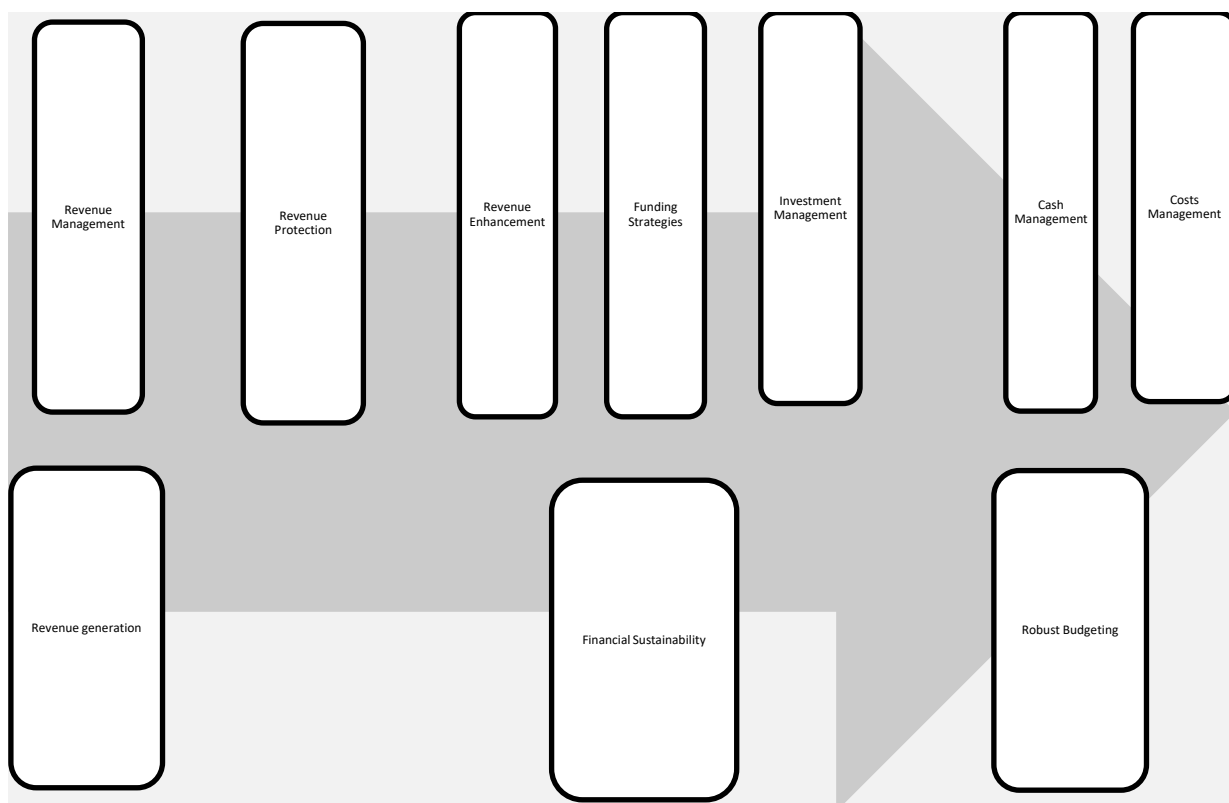 Revenue
Management
Revenue
Protection
Revenue
Enhancement
Funding
Strategies
Investment
Management
Cash
Management
Costs
Management
Revenue generation
Financial Sustainability
Robust Budgeting